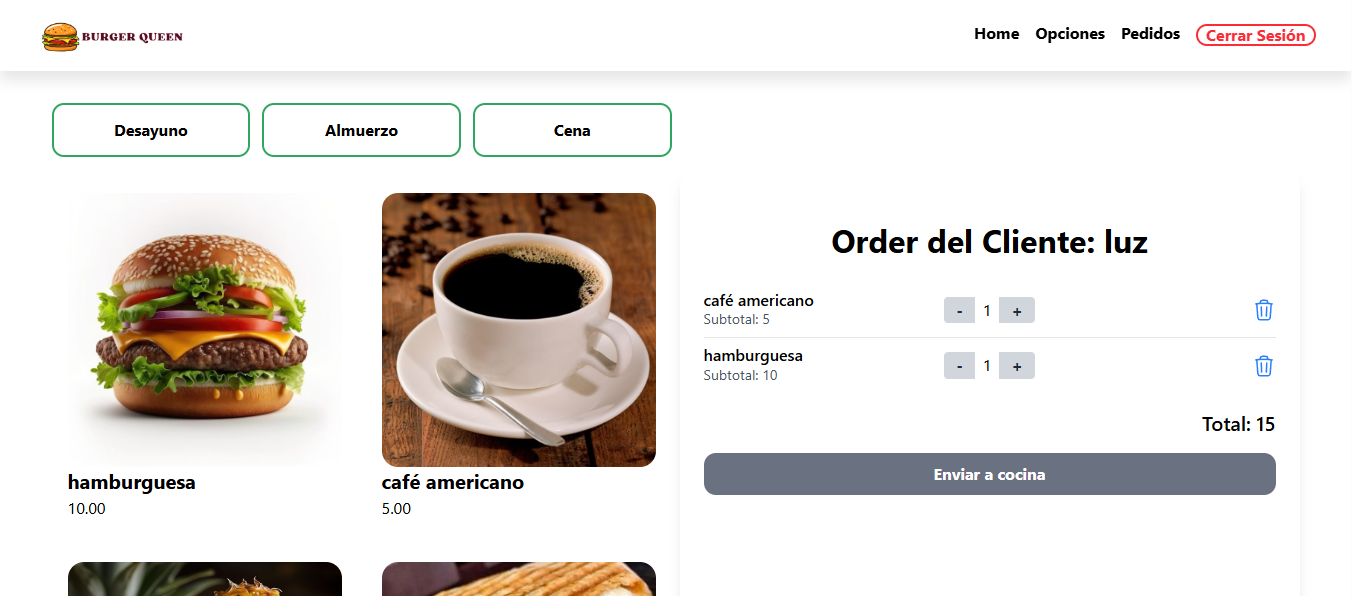 BURGER QUEEN
Home Opciones Pedidos Cerrar Sesión
Desayuno Almuerzo Cena
hamburguesa
10.00
café americano
5.00
Order del Cliente: luz
café americano
Subtotal: 5
- 1 +
hamburguesa
Subtotal: 10
- 1 +
Total: 15
Enviar a cocina